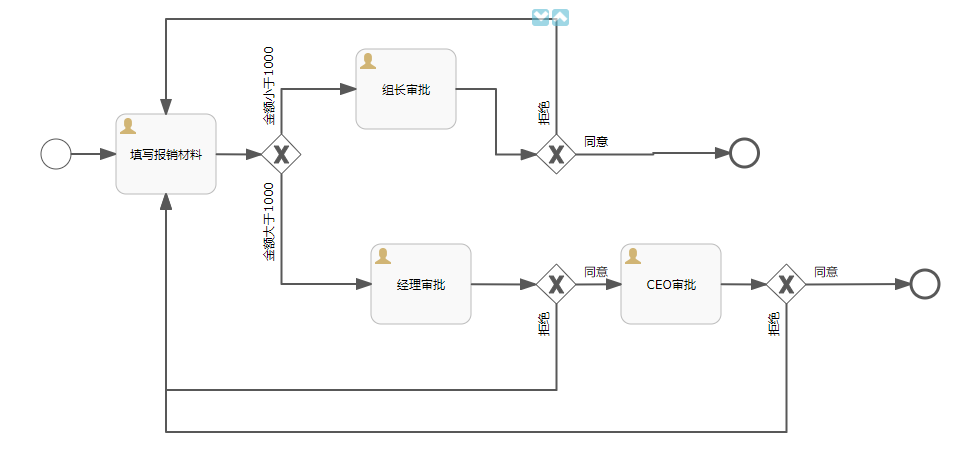 金额小于1000
组长审批
拒绝
同意
填写报销材料
金额大于1000
经理审批
同意
拒绝
CEO审批
同意
拒绝